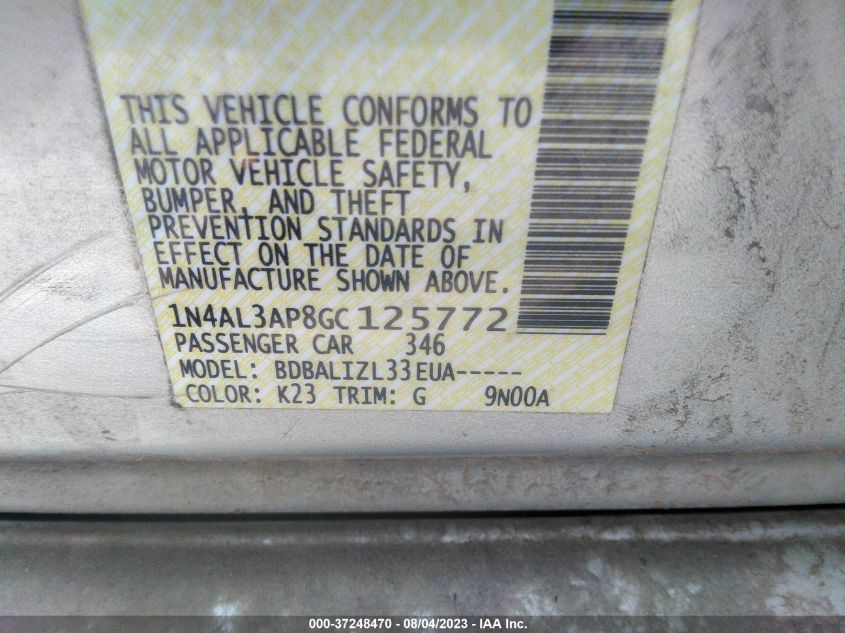 THIS VEHICLE CONFORMS TO
ALL APPLICABLE FEDERAL
MOTOR VEHICLE SAFETY,
BUMPER, AND THEFT
PREVENTION STANDARDS IN
EFFECT ON THE DATE OF
MANUFACTURE SHOWN ABOVE.
1N4AL3AP8GC125772
PASSENGER CAR 346
MODEL: BDBALIZL33EUA-----
COLOR: K23 TRIM: G 9N00A
000-37248470 - 08/04/2023 - IAA Inc.